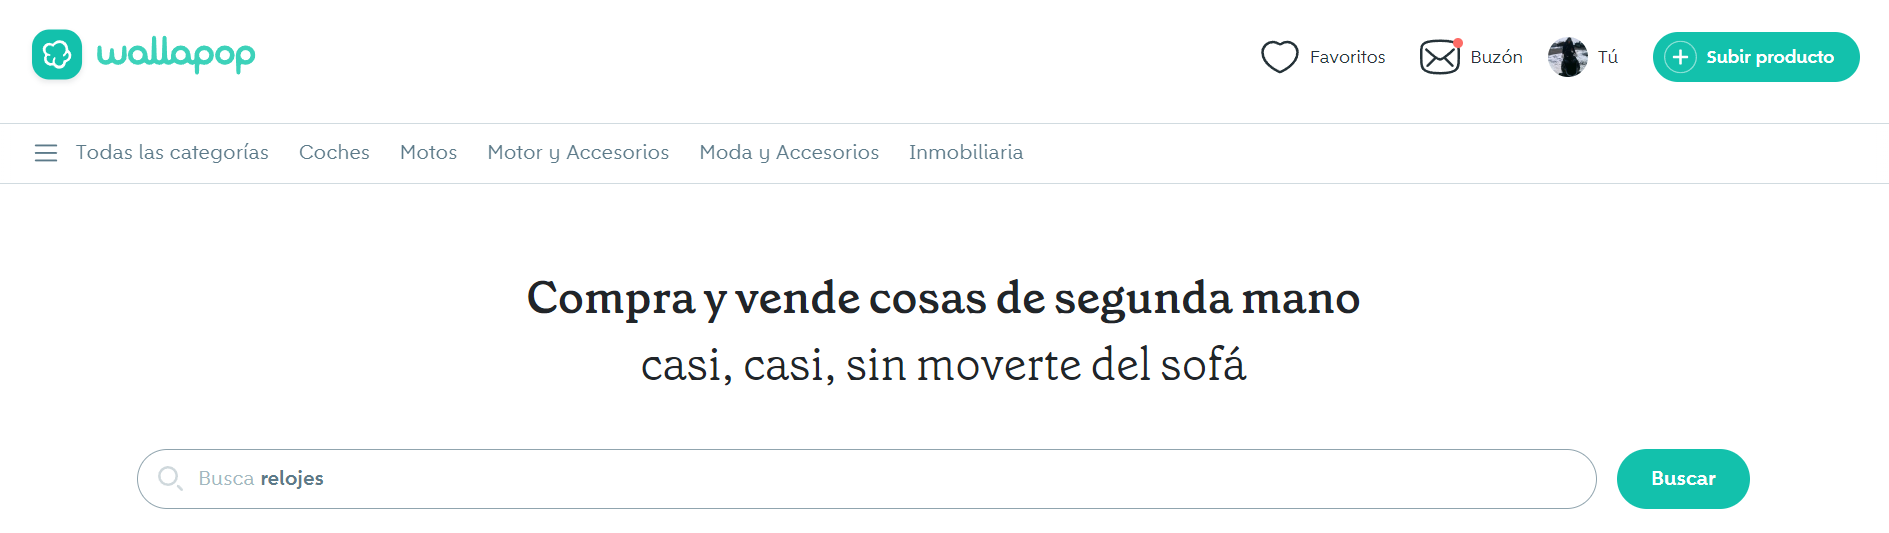 wallapop
Favoritos
Buzón
Tú
Subir producto
Todas las categorías
Coches
Motos
Motor y Accesorios
Moda y Accesorios
Inmobiliaria
Compra y vende cosas de segunda mano
casi, casi, sin moverte del sofá
Busca relojes
Buscar